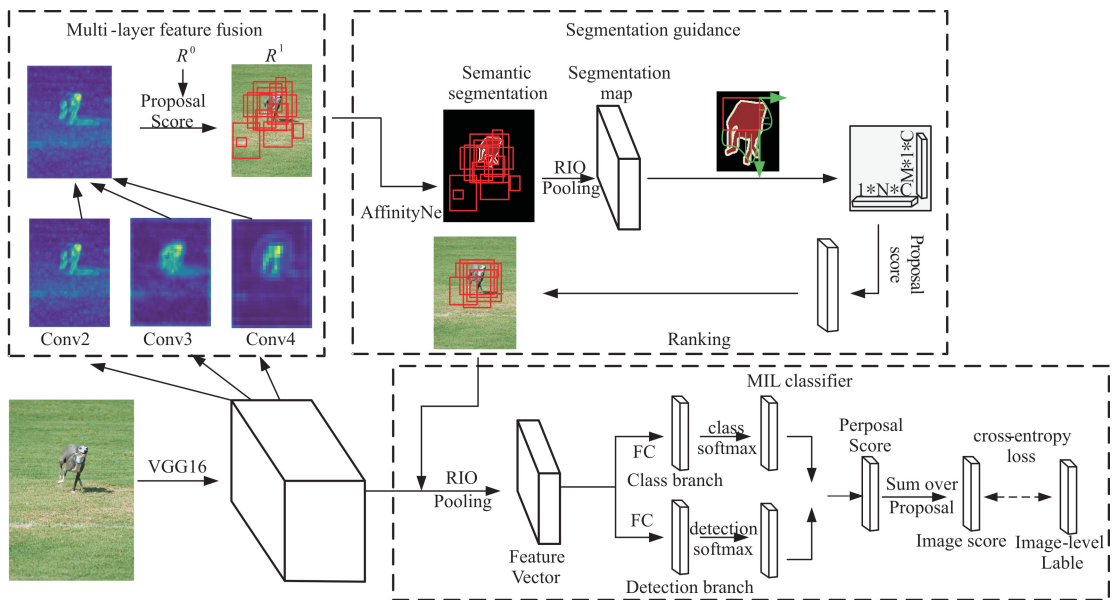 Multi-layer feature fusion
R^0
R^1
Proposal
Score
Conv2
Conv3
Conv4
Segmentation guidance
Semantic
segmentation
Segmentation
map
AffinityNe
RIO
Pooling
C*I*M*1
1*N*C
Proposal
score
Ranking
VGG16
RIO
Pooling
MIL classifier
Feature
Vector
FC
class
softmax
Class branch
FC
detection
softmax
Detection branch
Perposal
Score
Sum over
Proposal
cross-entropy
loss
Image score
Image-level
Lable